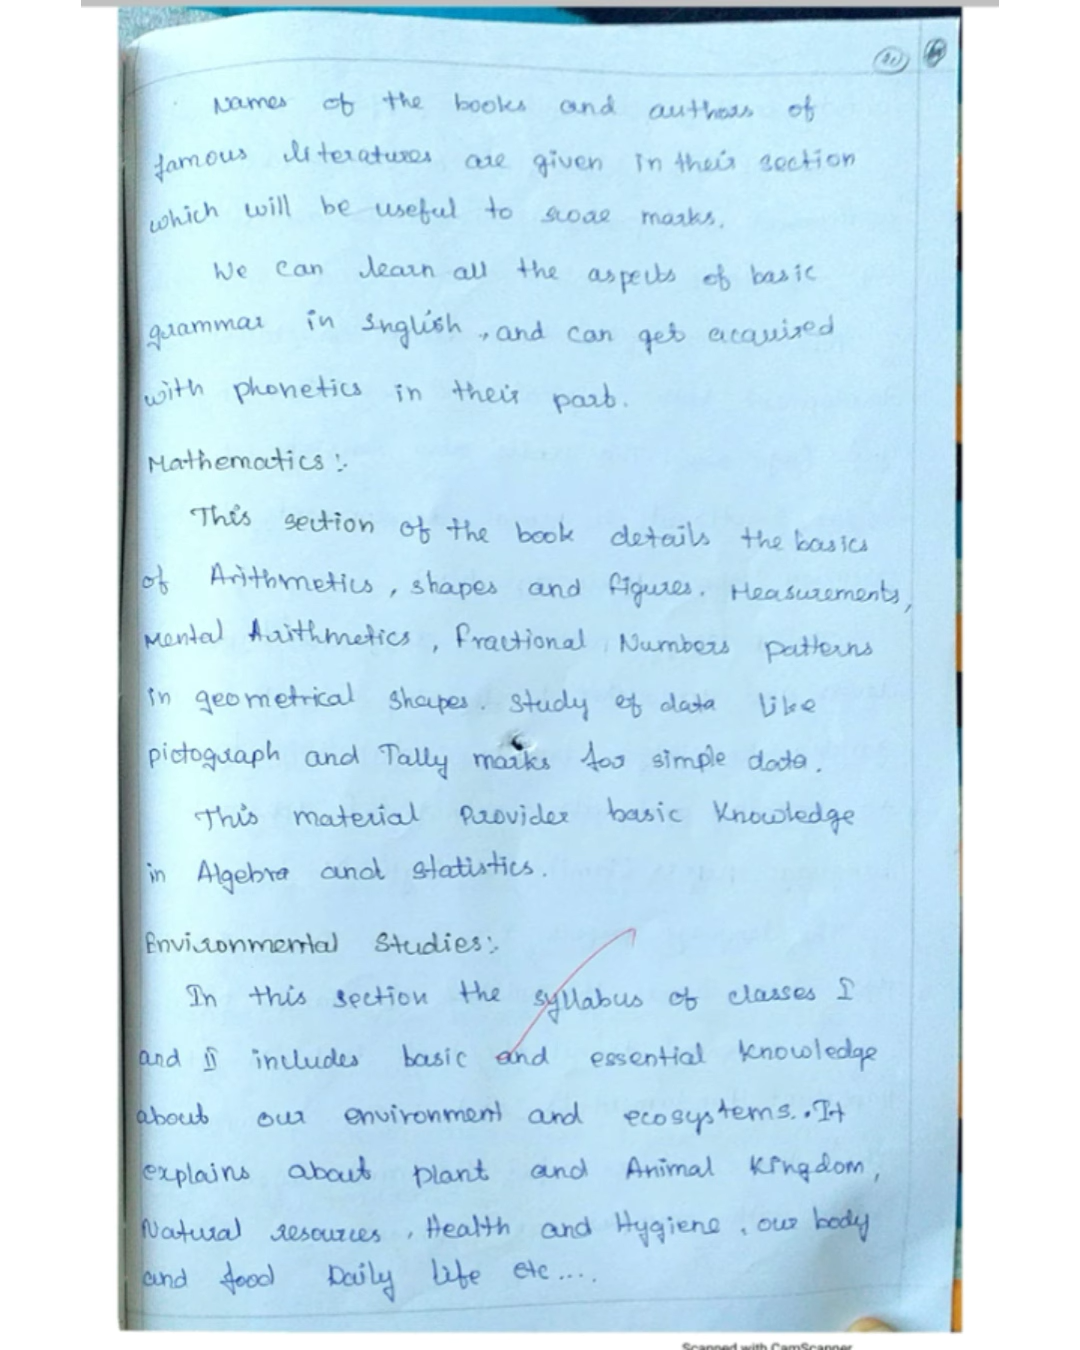 20
Names of the books and authors of
famous literatures are given in their section
which will be useful to score marks.
We can learn all the aspects of basic
grammar in English, and can get acquired
with phonetics in their part.
Mathematics :-
This section of the book details the basics
of Arithmetics, shapes and figures. Measurements,
Mental Arithmetics, fractional Numbers patterns
in geometrical shapes. Study of data like
pictograph and Tally marks for simple data.
This material Provider basic Knowledge
in Algebra and statistics.
Environmental Studies:-
In this section the syllabus of classes I
and II includes basic and essential knowledge
about our environment and ecosystems. It
explains about plant and Animal Kingdom,
Natural resources, Health and Hygiene, our body
and food Daily life etc....
Scanned with CamScanner